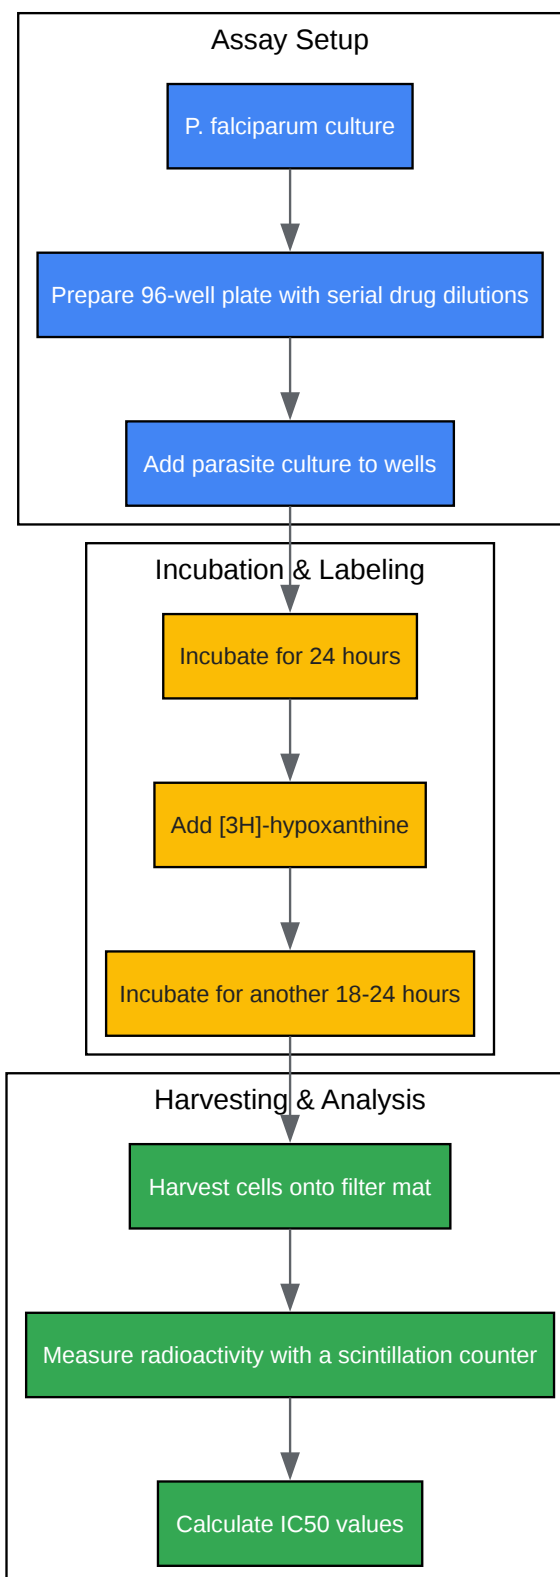 Assay Setup
P. falciparum culture
Prepare 96-well plate with serial drug dilutions
Add parasite culture to wells
Incubation & Labeling
Incubate for 24 hours
Add [3H]-hypoxanthine
Incubate for another 18-24 hours
Harvesting & Analysis
Harvest cells onto filter mat
Measure radioactivity with a scintillation counter
Calculate IC50 values